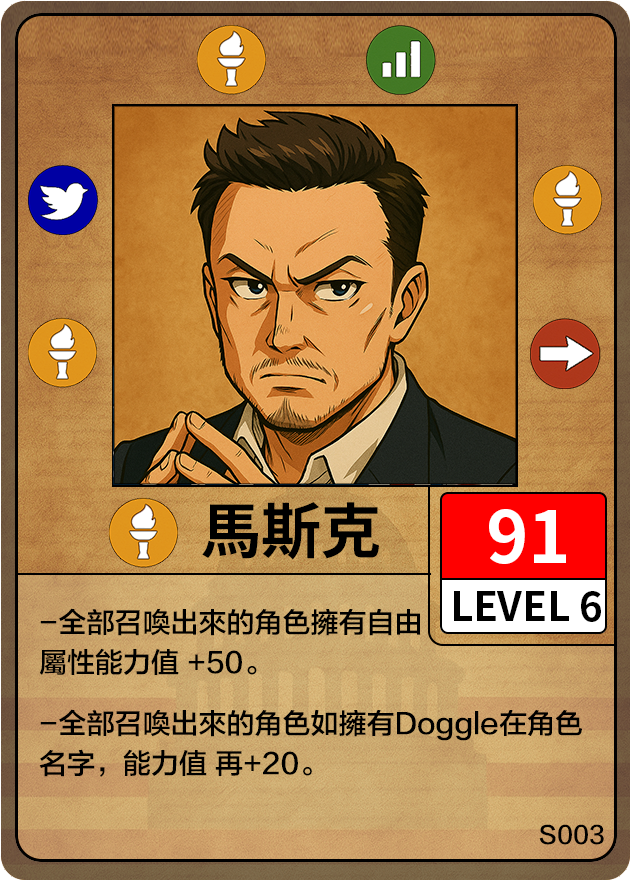 馬斯克
91
LEVEL 6
-全部召喚出來的角色擁有自由
屬性能力值 +50。
-全部召喚出來的角色如擁有Doggle在角色
名字，能力值 再+20。
S003